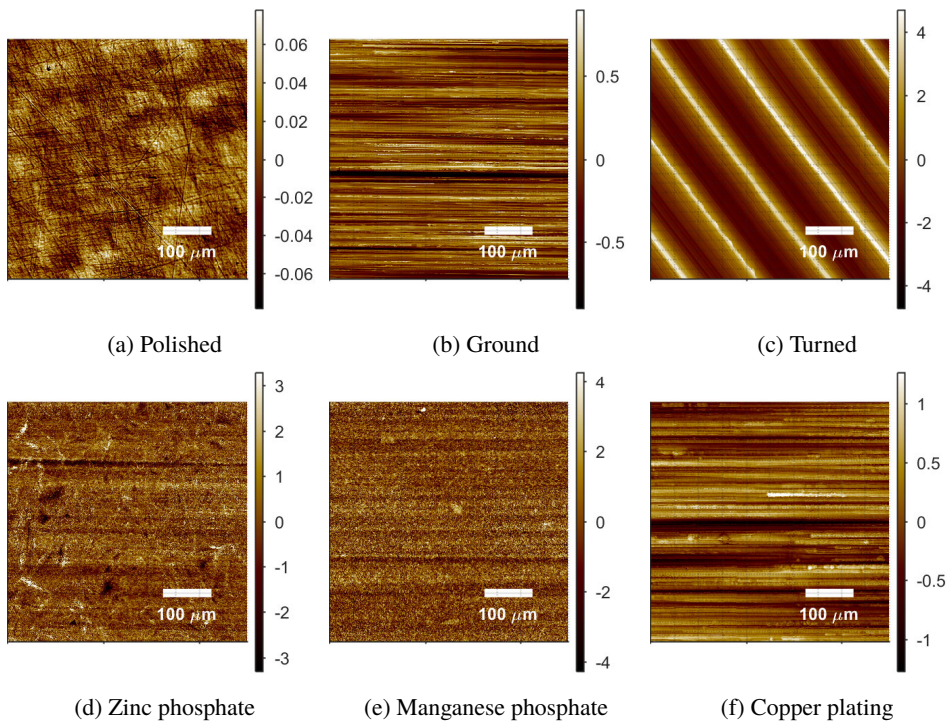 0.06
0.04
0.02
0
-0.02
-0.04
-0.06
100 μm
(a) Polished
0.5
0
-0.5
100 μm
(b) Ground
4
2
0
-2
-4
100 μm
(c) Turned
3
2
1
0
-1
-2
-3
100 μm
(d) Zinc phosphate
4
2
0
-2
-4
100 μm
(e) Manganese phosphate
1
0.5
0
-0.5
-1
100 μm
(f) Copper plating